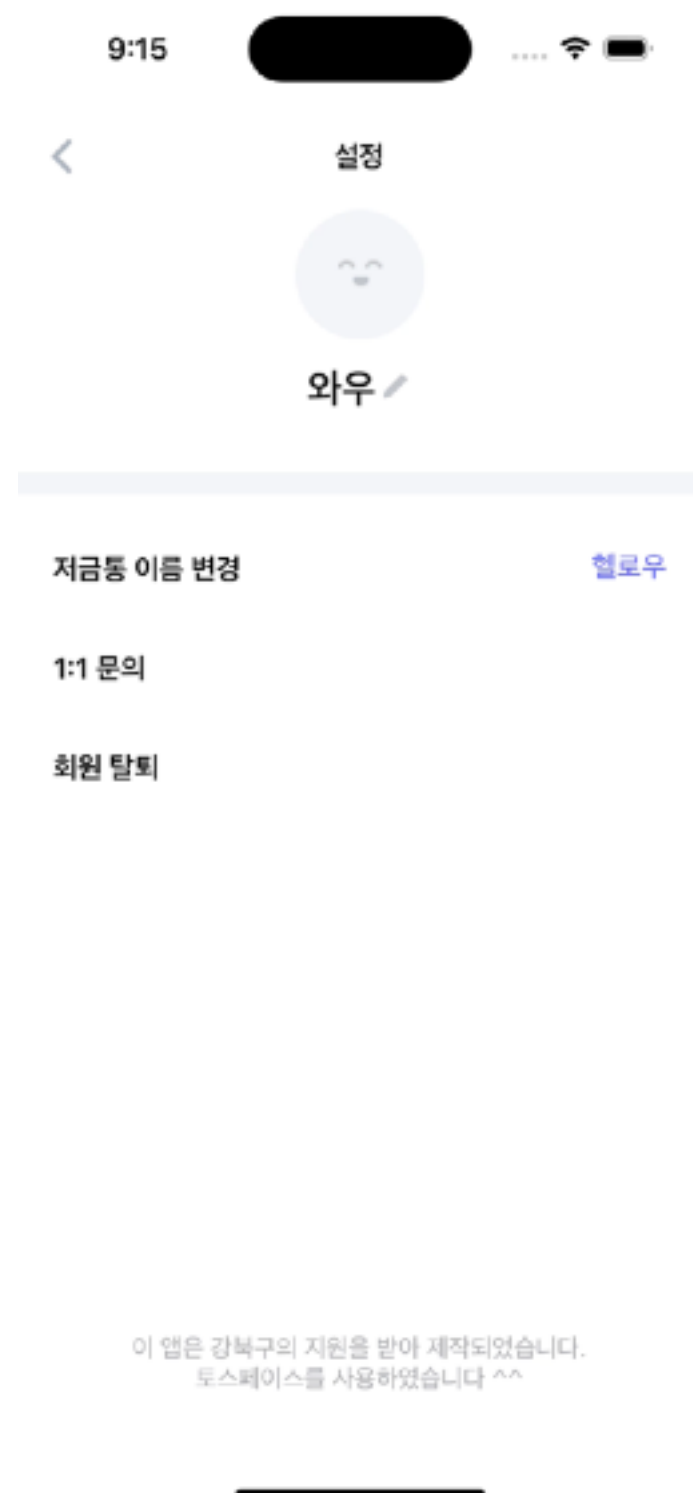 9:15
설정
와우
저금통 이름 변경
헬로우
1:1 문의
회원 탈퇴
이 앱은 강북구의 지원을 받아 제작되었습니다.
토스페이스를 사용하였습니다 ^^